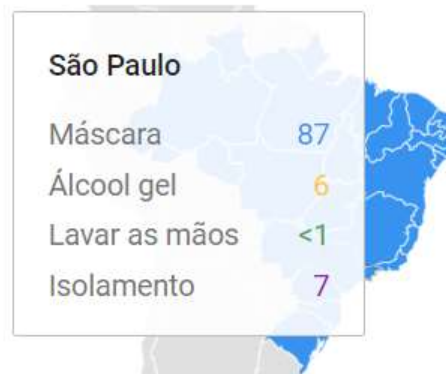 São Paulo
Máscara 87
Álcool gel 6
Lavar as mãos <1
Isolamento 7